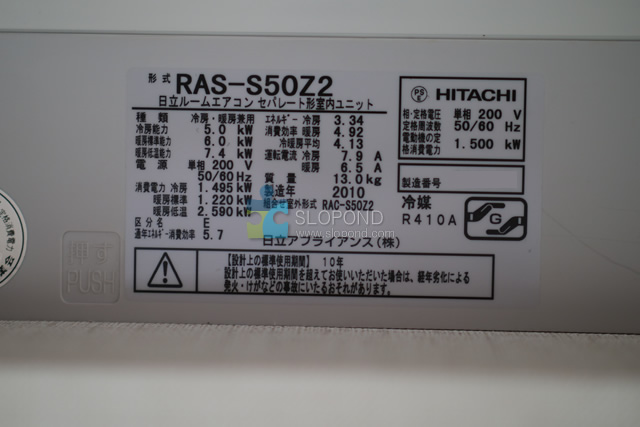 形式 RAS-S50Z2
日立ルームエアコン セパレート形室内ユニット
種類 冷房・暖房兼用
冷房能力 5.0 kW
暖房能力 6.0 kW
暖房低温能力 7.4 kW
電源 単相 200 V
50/60 Hz
消費電力 冷房 1.495 kW
暖房標準 1.220 kW
暖房低温 2.590 kW
区分 E
通年エネルギー消費効率 5.7
エネルギー 冷房 3.34
消費効率 暖房 4.92
冷暖房平均 4.13
運転電流 冷房 7.9 A
暖房 6.5 A
質量 13.0kg
製造年 2010
組合せ室外形式 RAC-S50Z2
日立アプライアンス(株)
PS
E
HITACHI
相・定格電圧 単相 200 V
定格周波数 50/60 Hz
電動機の定格消費電力 1.500 kW
製造番号
冷媒
R410A
G
【設計上の標準使用期間】 10年
設計上の標準使用期間を超えてお使いいただいた場合は、経年劣化による
発火・けがなどの事故にいたるおそれがあります。
押す
PUSH
定格消費電力
SLOPOND
.COM